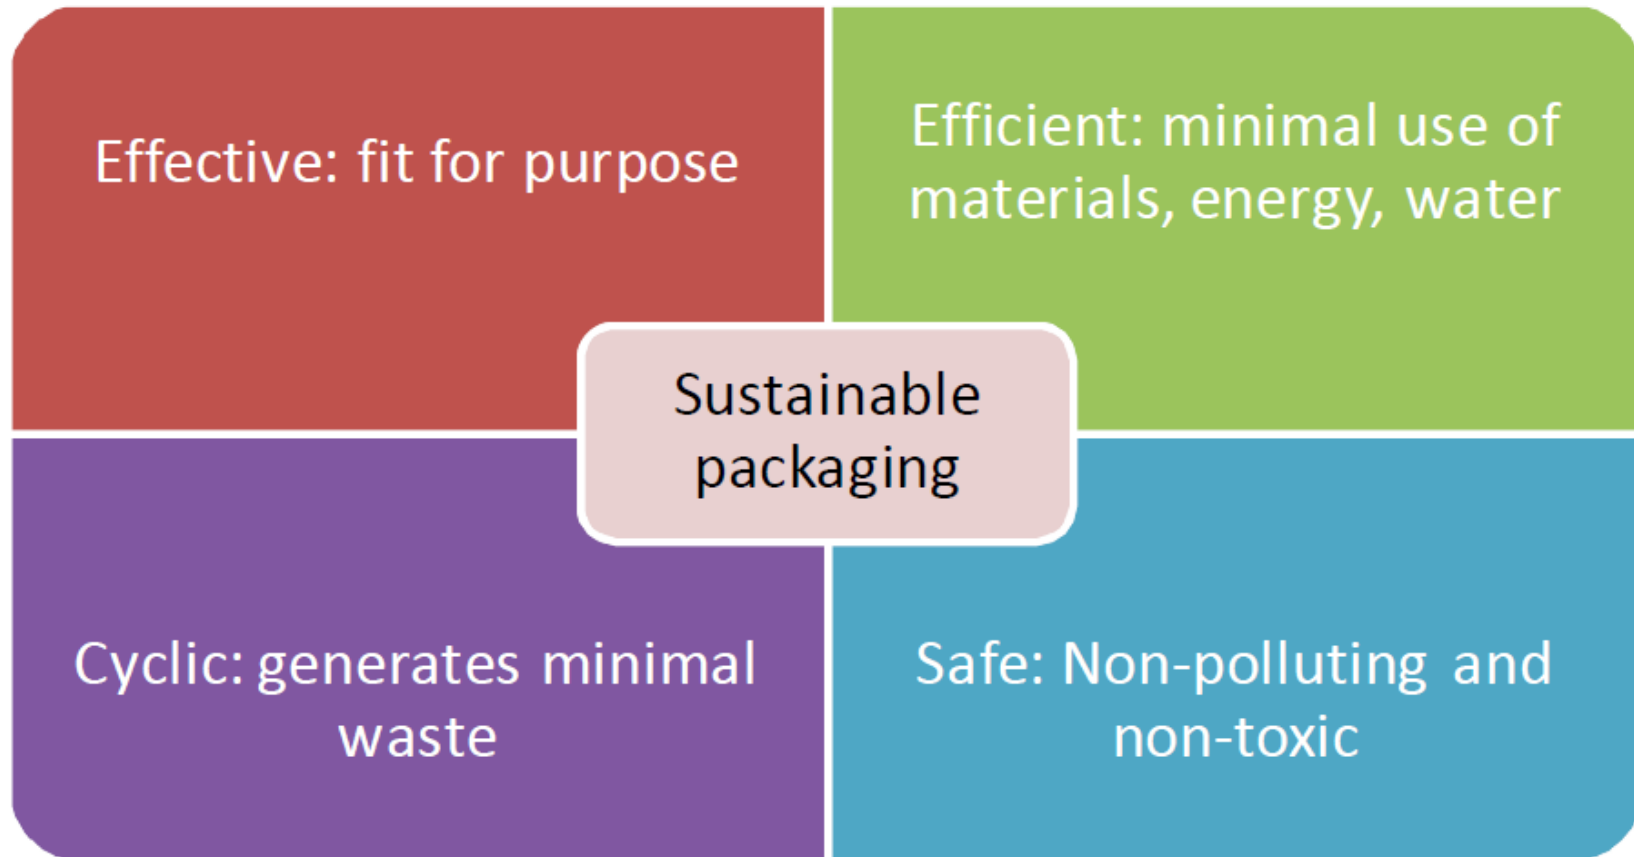 Effective: fit for purpose
Efficient: minimal use of
materials, energy, water
Sustainable
packaging
Cyclic: generates minimal
waste
Safe: Non-polluting and
non-toxic